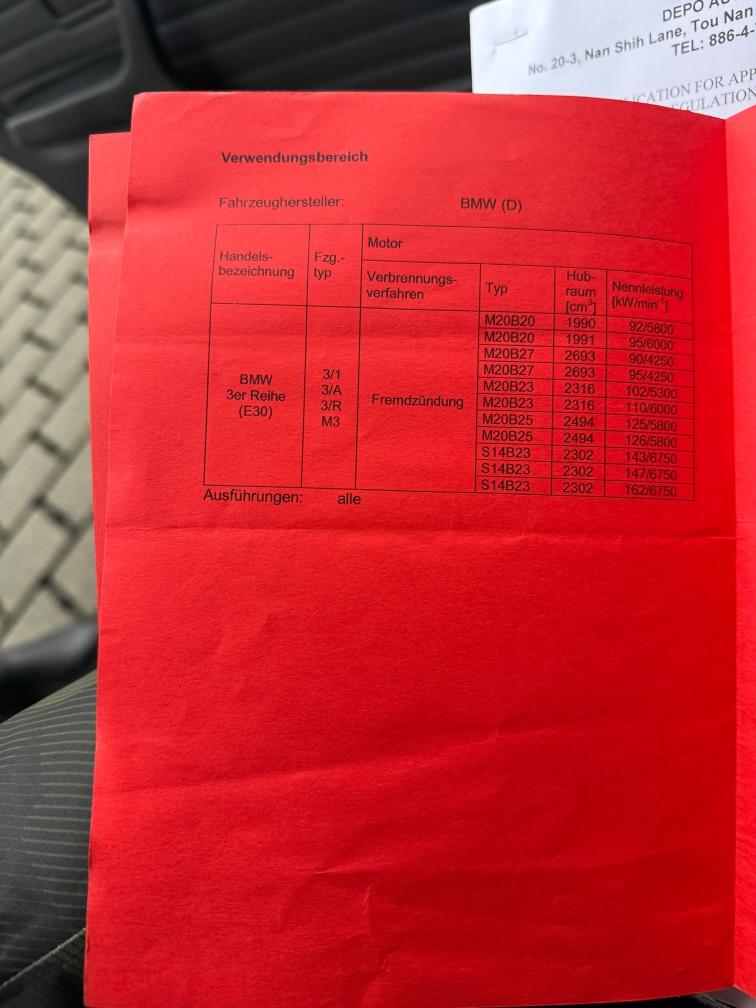 DEPO AU
No. 20-3, Nan Shih Lane, Tou Nan
TEL: 886-4-
ICATION FOR APP
EGULATION
Verwendungsbereich
Fahrzeughersteller: BMW (D)
Handels-
bezeichnung
Fzg.-
typ
Motor
Verbrennungs-
verfahren
Typ
Hub-
raum
[cm³]
Nennleistung
[kW/min⁻¹]
BMW
3er Reihe
(E30)
3/1
3/A
3/R
M3
Fremdzündung
M20B20 1990 92/5800
M20B20 1991 95/6000
M20B27 2693 90/4250
M20B27 2693 95/4250
M20B23 2316 102/5300
M20B23 2316 110/6000
M20B25 2494 125/5800
M20B25 2494 126/5800
S14B23 2302 143/6750
S14B23 2302 147/6750
S14B23 2302 162/6750
Ausführungen: alle